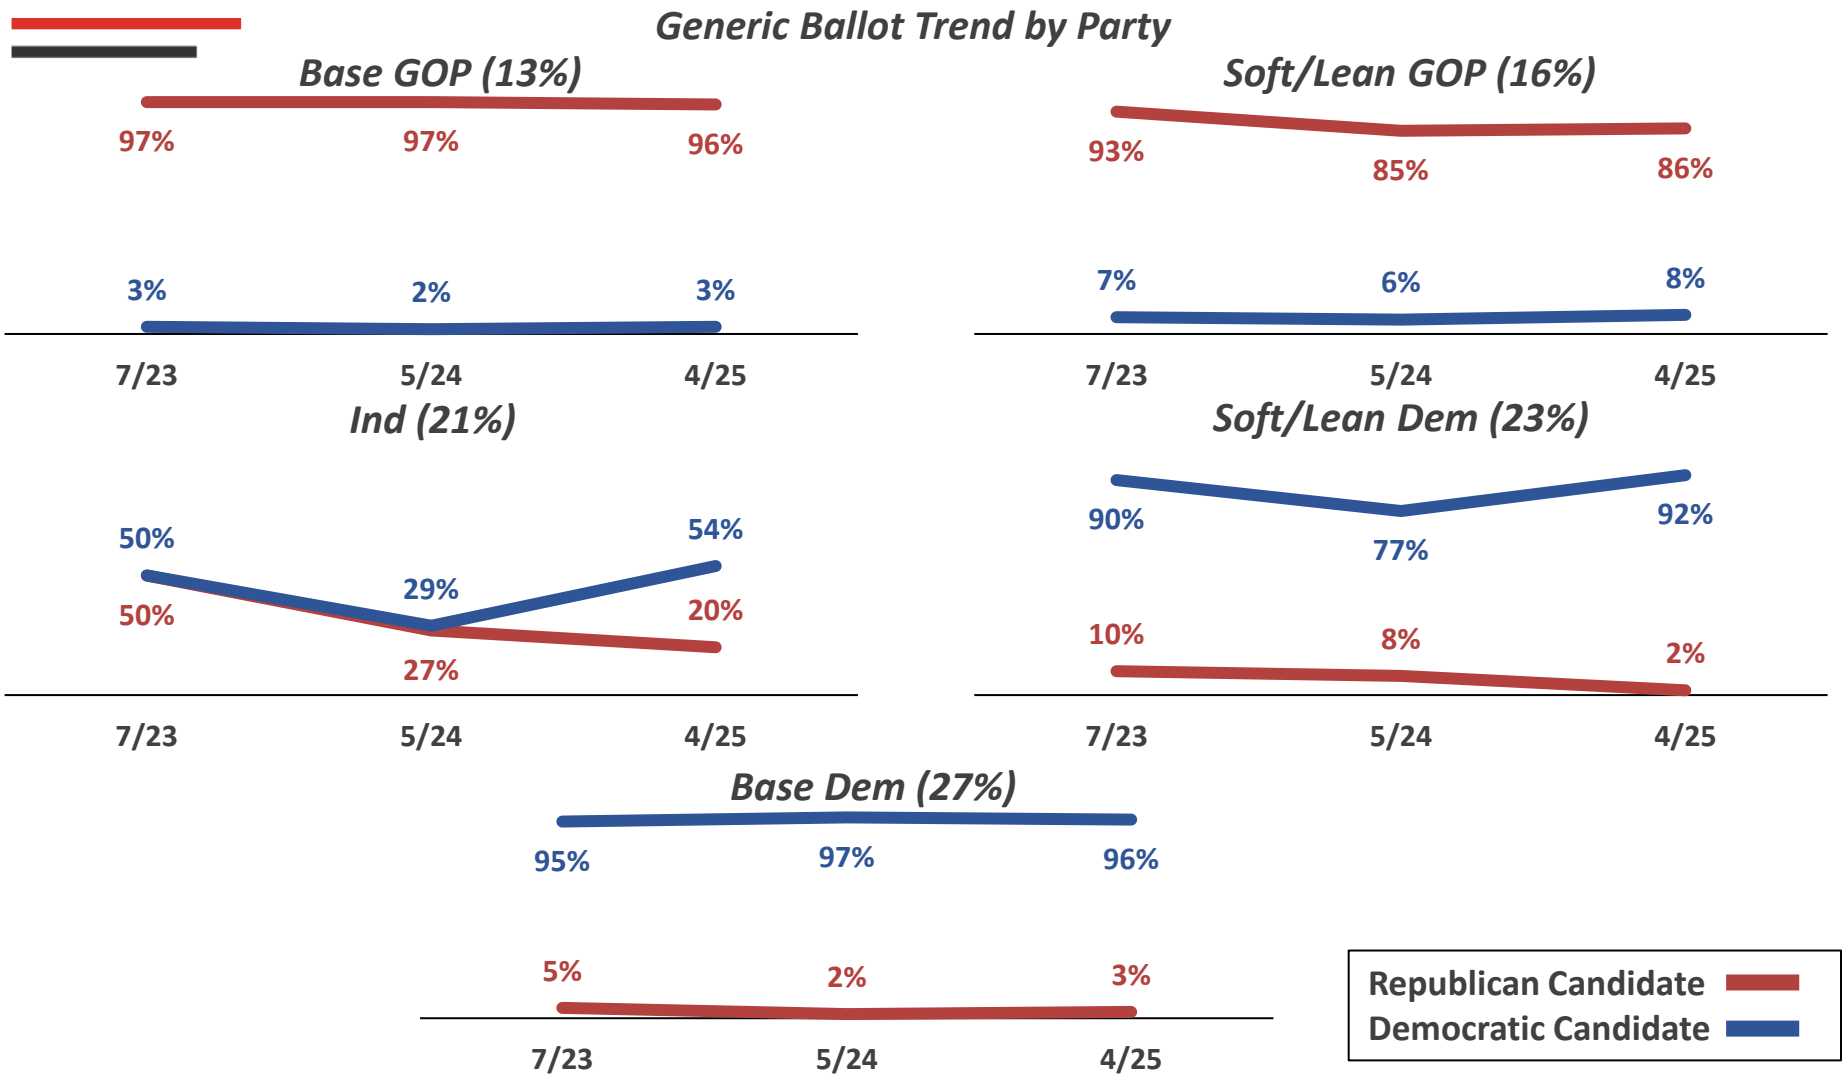 Generic Ballot Trend by Party
Base GOP (13%)
97% 97% 96%
3% 2% 3%
7/23 5/24 4/25
Soft/Lean GOP (16%)
93% 85% 86%
7% 6% 8%
7/23 5/24 4/25
Ind (21%)
50% 29% 54%
50% 27% 20%
7/23 5/24 4/25
Soft/Lean Dem (23%)
90% 77% 92%
10% 8% 2%
7/23 5/24 4/25
Base Dem (27%)
95% 97% 96%
5% 2% 3%
7/23 5/24 4/25
Republican Candidate
Democratic Candidate